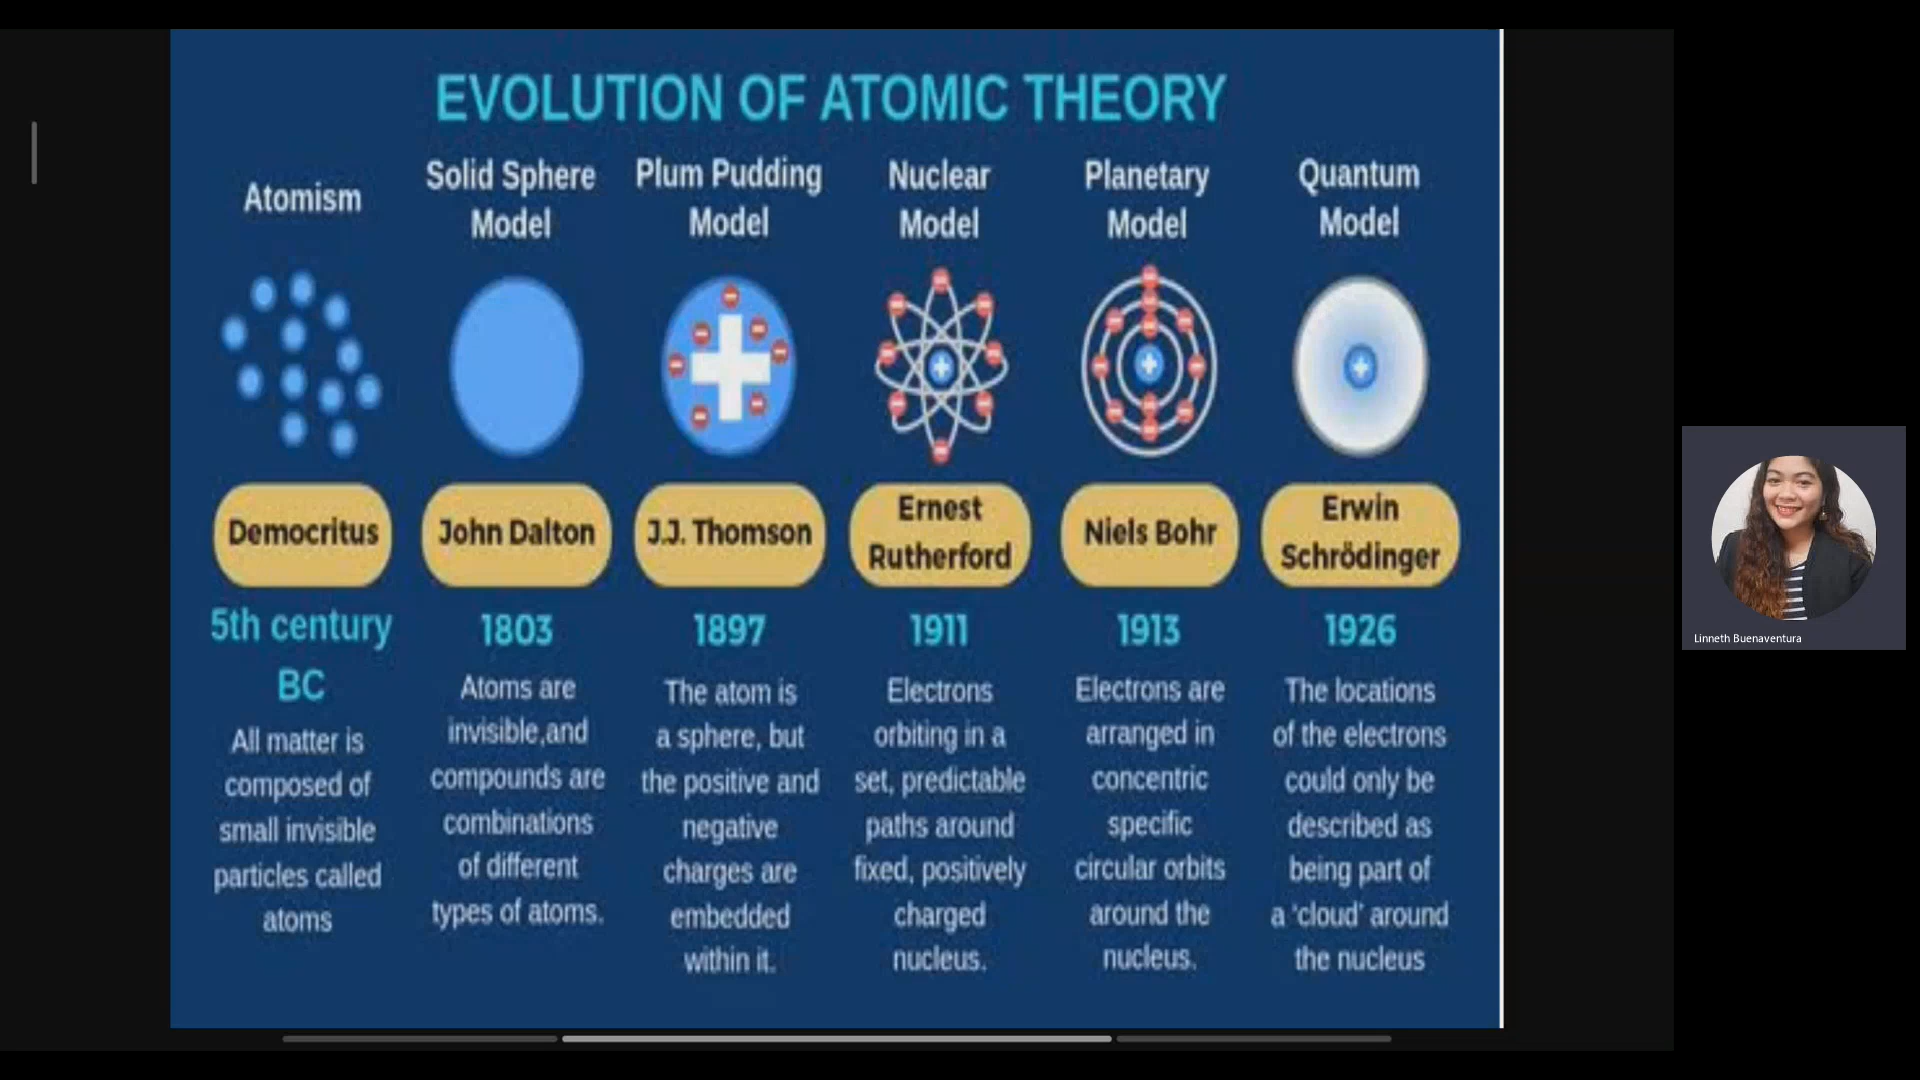 EVOLUTION OF ATOMIC THEORY
Atomism
Solid Sphere
Model
Plum Pudding
Model
Nuclear
Model
Planetary
Model
Quantum
Model
Democritus
John Dalton
J.J. Thomson
Ernest
Rutherford
Niels Bohr
Erwin
Schrödinger
5th century
BC
All matter is
composed of
small invisible
particles called
atoms
1803
Atoms are
invisible,and
compounds are
combinations
of different
types of atoms.
1897
The atom is
a sphere, but
the positive and
negative
charges are
embedded
within it.
1911
Electrons
orbiting in a
set, predictable
paths around
fixed, positively
charged
nucleus.
1913
Electrons are
arranged in
concentric
specific
circular orbits
around the
nucleus.
1926
The locations
of the electrons
could only be
described as
being part of
a ‘cloud’ around
the nucleus
Linneth Buenaventura